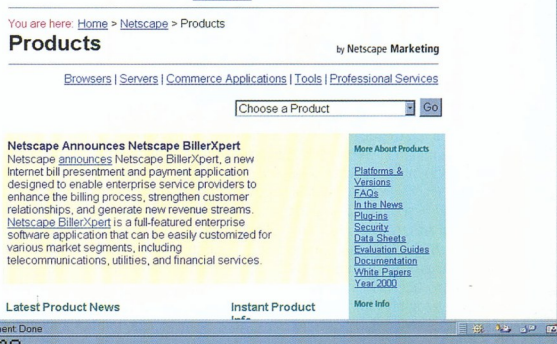 You are here: Home > Netscape > Products
Products
by Netscape Marketing
Browsers | Servers | Commerce Applications | Tools | Professional Services
Choose a Product
Go
Netscape Announces Netscape BillerXpert
Netscape announces Netscape BillerXpert, a new
Internet bill presentment and payment application
designed to enable enterprise service providers to
enhance the billing process, strengthen customer
relationships, and generate new revenue streams.
Netscape BillerXpert is a full-featured enterprise
software application that can be easily customized for
various market segments, including
telecommunications, utilities, and financial services.
More About Products
Platforms &
Versions
FAQs
In the News
Plug-ins
Security
Data Sheets
Evaluation Guides
Documentation
White Papers
Year 2000
More Info
Latest Product News
Instant Product
Done